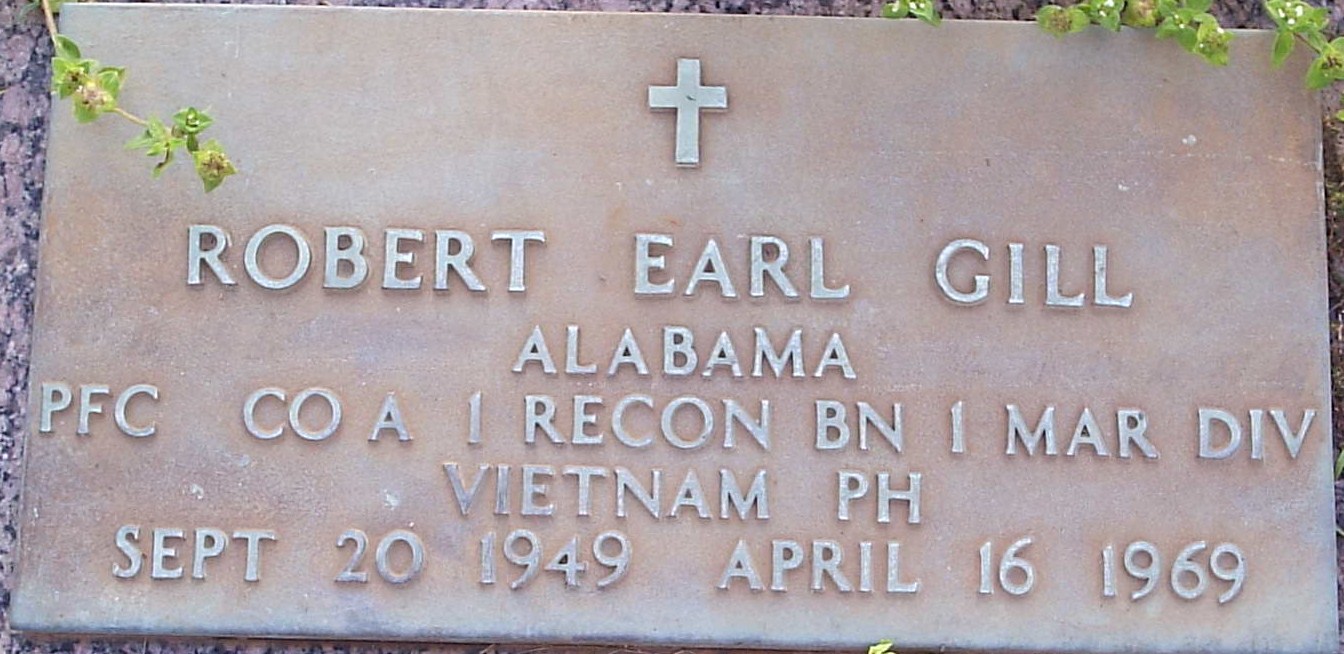 ROBERT EARL GILL
ALABAMA
PFC CO A 1 RECON BN 1 MAR DIV
VIETNAM PH
SEPT 20 1949 APRIL 16 1969